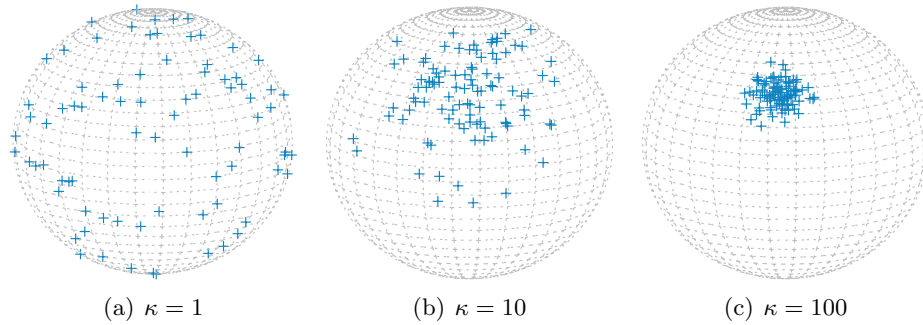 (a) κ = 1
(b) κ = 10
(c) κ = 100